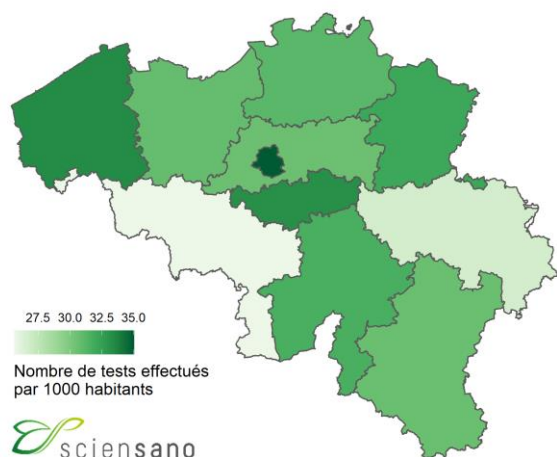 27.5 30.0 32.5 35.0
Nombre de tests effectués
par 1000 habitants
sciensano